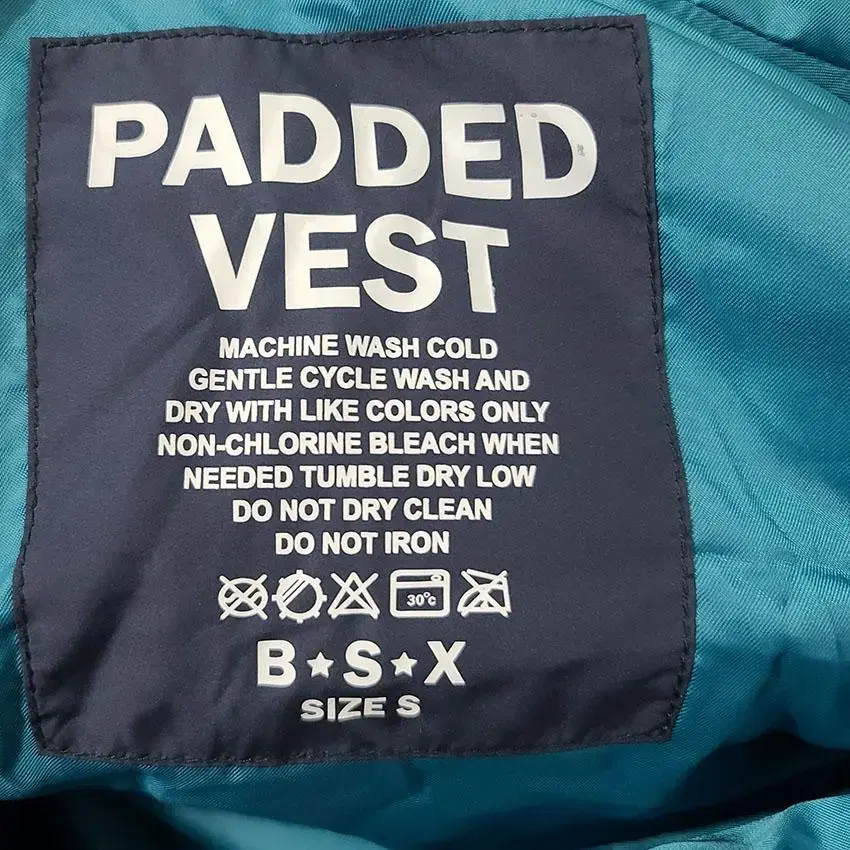 PADDED
VEST
MACHINE WASH COLD
GENTLE CYCLE WASH AND
DRY WITH LIKE COLORS ONLY
NON-CHLORINE BLEACH WHEN
NEEDED TUMBLE DRY LOW
DO NOT DRY CLEAN
DO NOT IRON
30°c
B★S★X
SIZE S